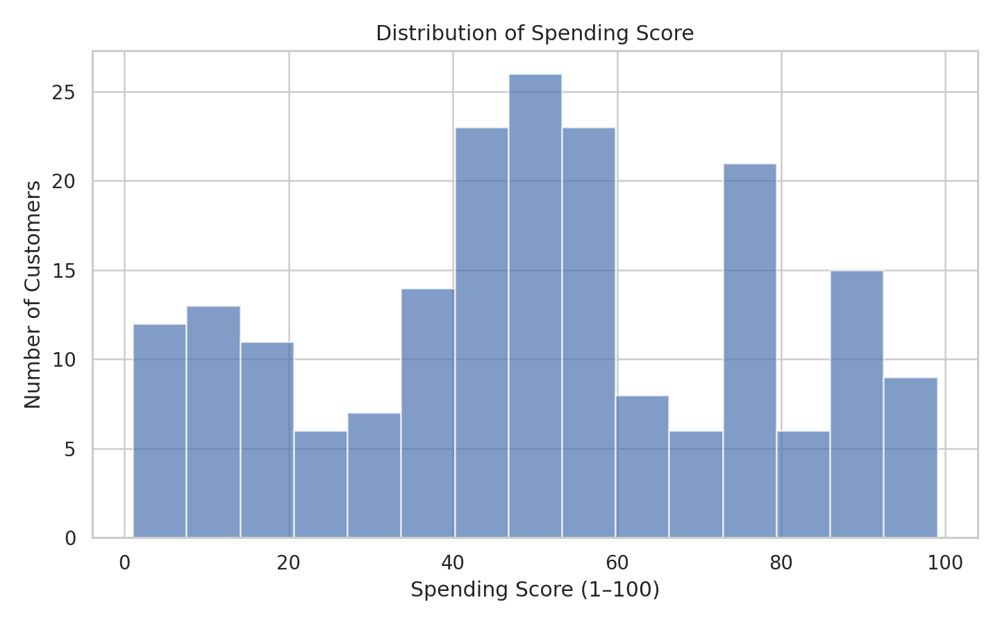 Distribution of Spending Score
Number of Customers
25
20
15
10
5
0
0 20 40 60 80 100
Spending Score (1–100)